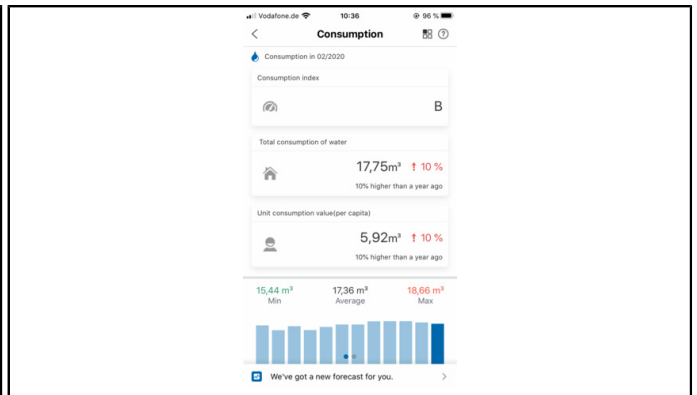 Vodafone.de 10:36 96 %
Consumption
Consumption in 02/2020
Consumption index
B
Total consumption of water
17,75m³ ↑ 10 %
10% higher than a year ago
Unit consumption value(per capita)
5,92m³ ↑ 10 %
10% higher than a year ago
15,44 m³ 17,36 m³ 18,66 m³
Min Average Max
We've got a new forecast for you.